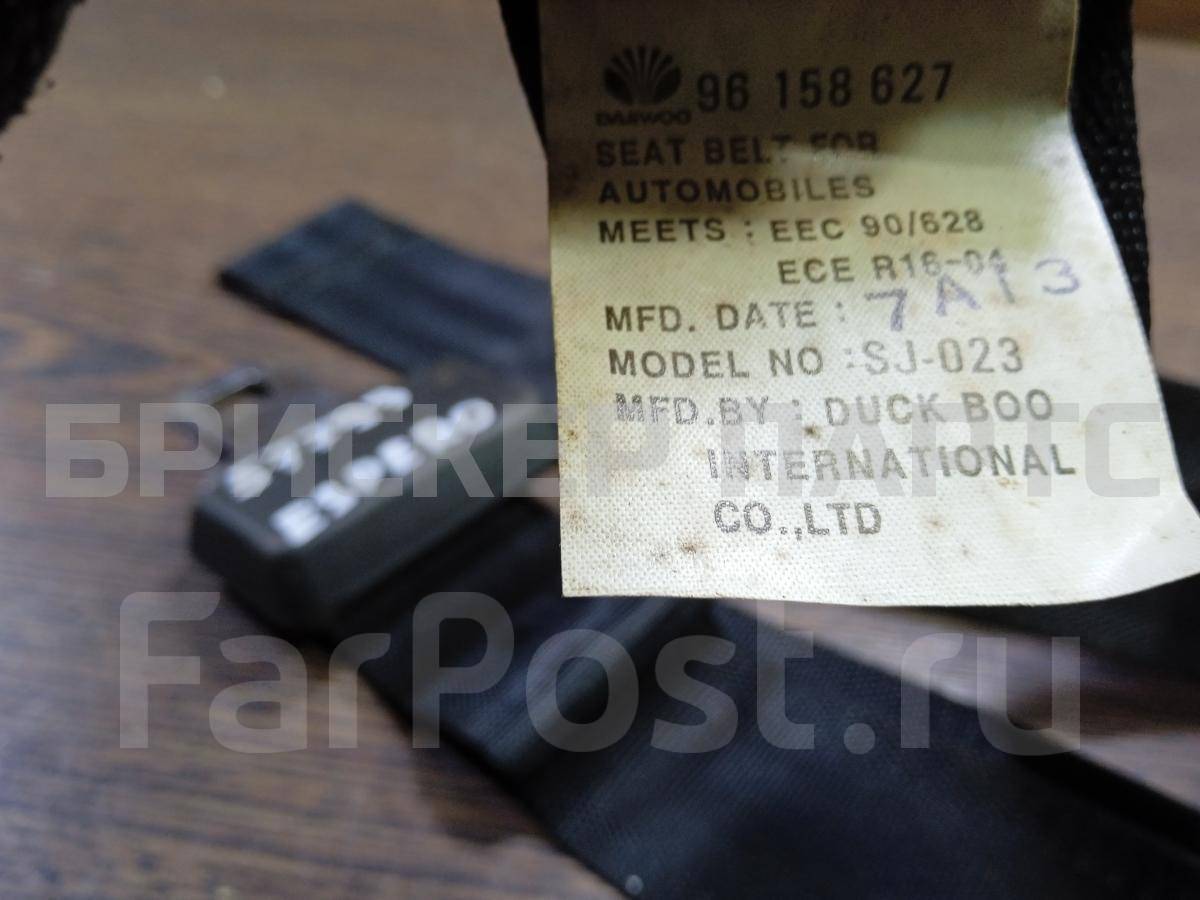 DAEWOO
96 158 627
SEAT BELT FOR
AUTOMOBILES
MEETS : EEC 90/628
ECE R16-04
MFD. DATE : 7A13
MODEL NO :SJ-023
MFD.BY : DUCK BOO
INTERNATIONAL
CO.,LTD
БРИСКЕР ПАРТС
FarPost.ru